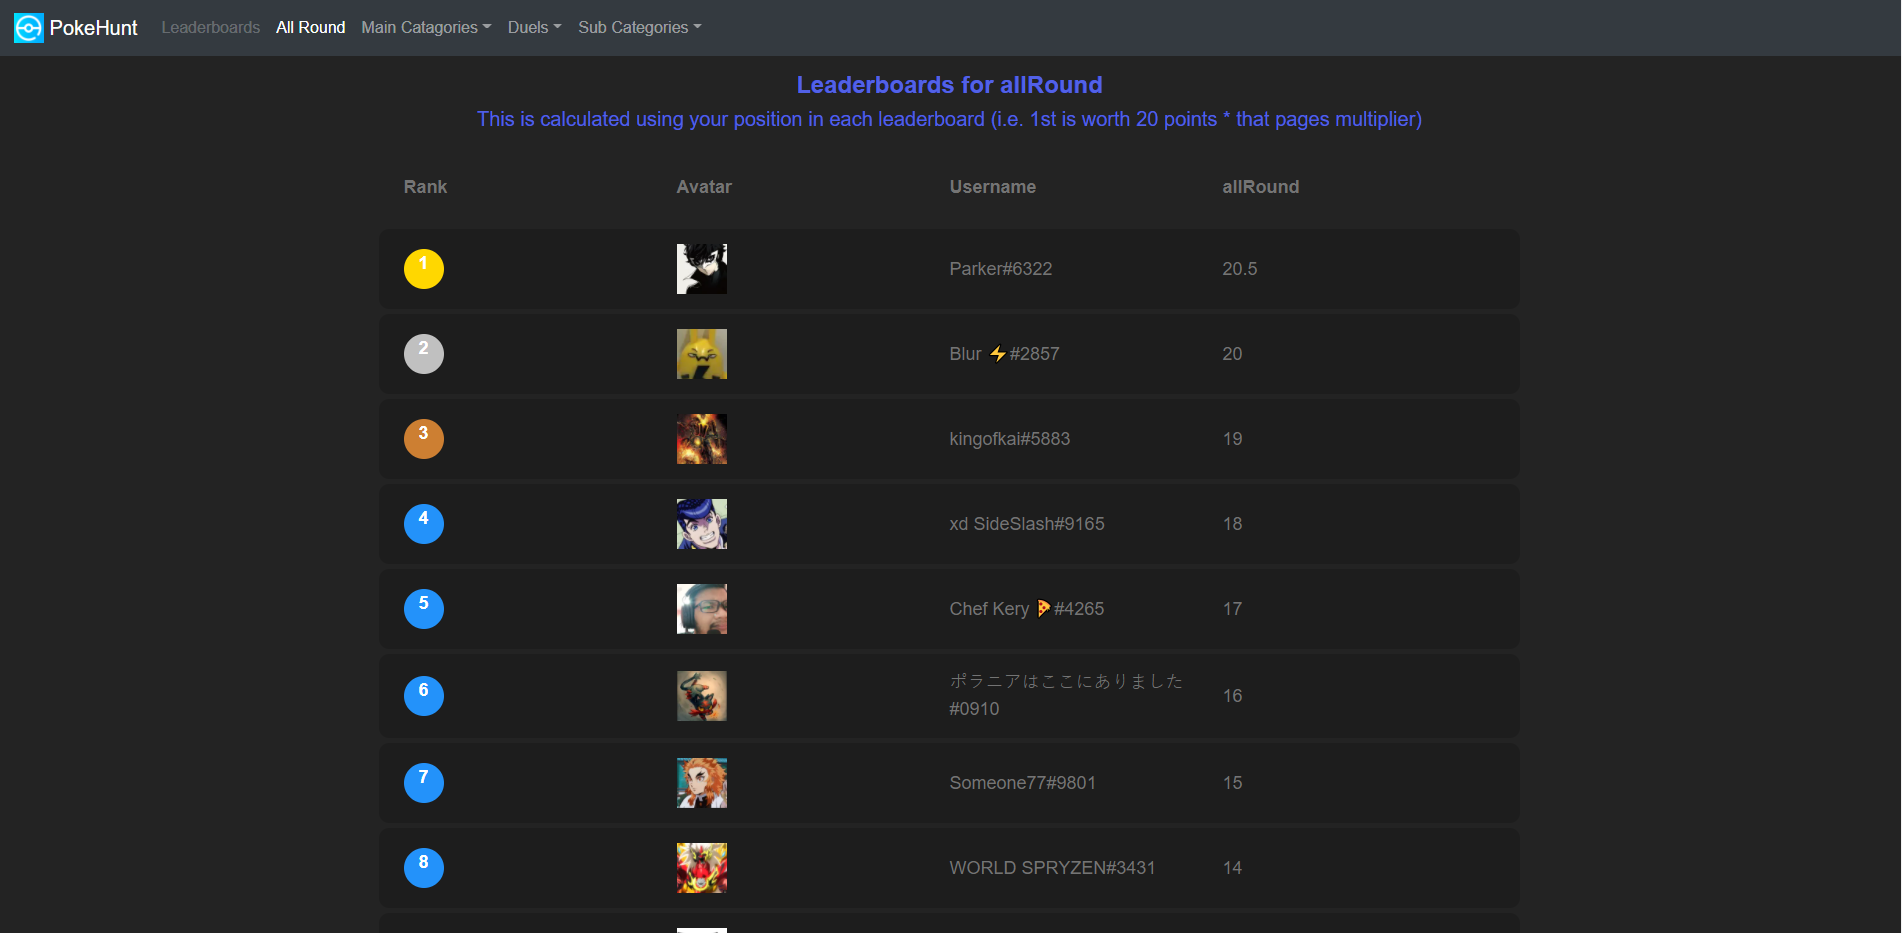 PokeHunt Leaderboards All Round Main Catagories Duels Sub Categories
Leaderboards for allRound
This is calculated using your position in each leaderboard (i.e. 1st is worth 20 points * that pages multiplier)
Rank Avatar Username allRound
1 Parker#6322 20.5
2 Blur ⚡#2857 20
3 kingofkai#5883 19
4 xd SideSlash#9165 18
5 Chef Kery 🍕#4265 17
6 ポラニアはここにありました 16
#0910
7 Someone77#9801 15
8 WORLD SPRYZEN#3431 14